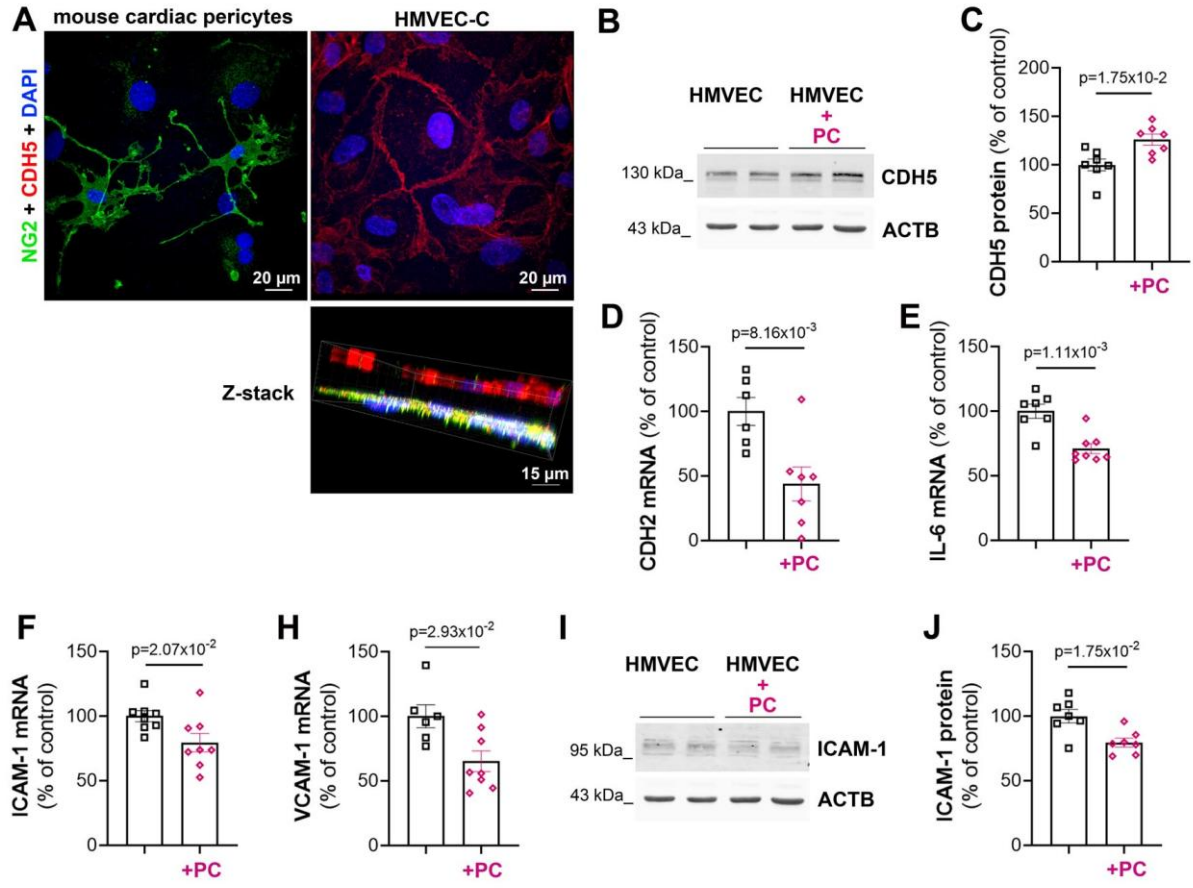 A
mouse cardiac pericytes
HMVEC-C
NG2 + CDH5 + DAPI
20 µm
20 µm
Z-stack
15 µm
B
HMVEC
HMVEC
+
PC
130 kDa_
CDH5
43 kDa_
ACTB
C
CDH5 protein (% of control)
200
150
100
50
0
p=1.75x10-2
+PC
D
CDH2 mRNA (% of control)
150
100
50
0
p=8.16x10-3
+PC
E
IL-6 mRNA (% of control)
150
100
50
0
p=1.11x10-3
+PC
F
ICAM-1 mRNA
(% of control)
150
100
50
0
p=2.07x10-2
+PC
H
VCAM-1 mRNA
(% of control)
150
100
50
0
p=2.93x10-2
+PC
I
HMVEC
HMVEC
+
PC
95 kDa_
ICAM-1
43 kDa_
ACTB
J
ICAM-1 protein
(% of control)
150
100
50
0
p=1.75x10-2
+PC